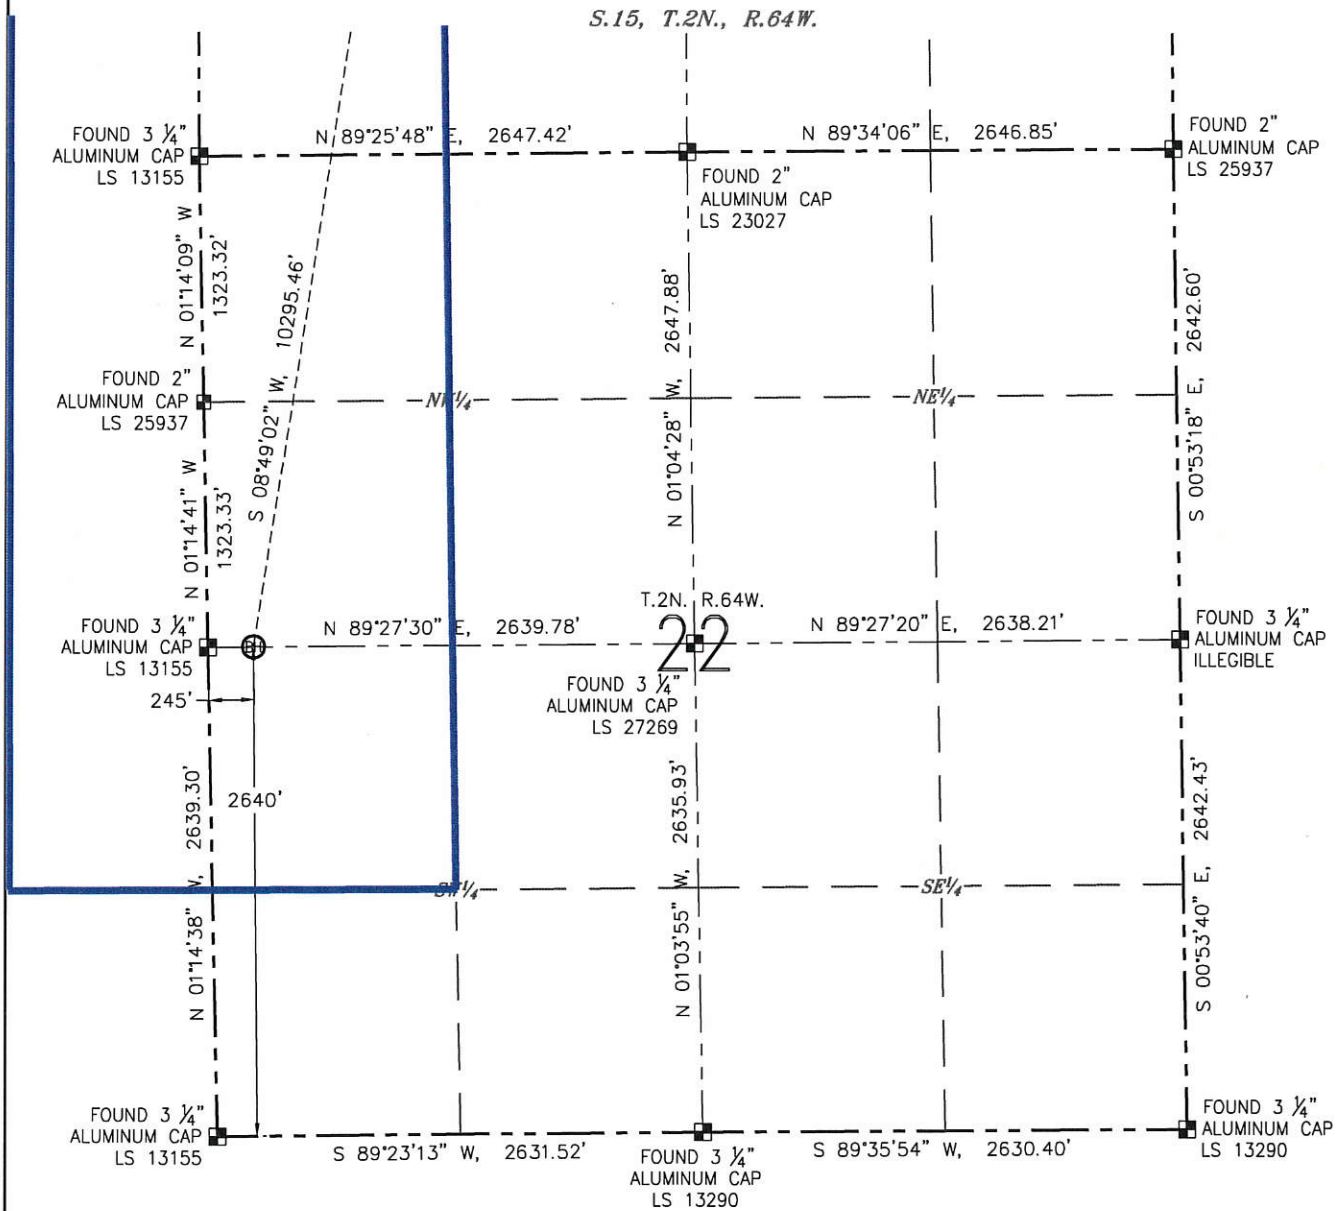 S.15, T.2N., R.64W.
FOUND 3 ¼"
ALUMINUM CAP
LS 13155
N 89°25'48" E, 2647.42'
N 89°34'06" E, 2646.85'
FOUND 2"
ALUMINUM CAP
LS 25937
FOUND 2"
ALUMINUM CAP
LS 23027
N 01°14'09" W
1323.32'
S 08°49'02" W, 10295.46'
N 01°04'28" W, 2647.88'
S 00°53'18" E, 2642.60'
FOUND 2"
ALUMINUM CAP
LS 25937
NE¼
N 01°14'41" W
1323.33'
FOUND 3 ¼"
ALUMINUM CAP
LS 13155
N 89°27'30" E, 2639.78'
T.2N. R.64W.
22
N 89°27'20" E, 2638.21'
FOUND 3 ¼"
ALUMINUM CAP
ILLEGIBLE
FOUND 3 ¼"
ALUMINUM CAP
LS 27269
245'
2640'
N 01°14'38" W, 2639.30'
N 01°03'55" W, 2635.93'
S 00°53'40" E, 2642.43'
SE¼
FOUND 3 ¼"
ALUMINUM CAP
LS 13155
S 89°23'13" W, 2631.52'
FOUND 3 ¼"
ALUMINUM CAP
LS 13290
S 89°35'54" W, 2630.40'
FOUND 3 ¼"
ALUMINUM CAP
LS 13290